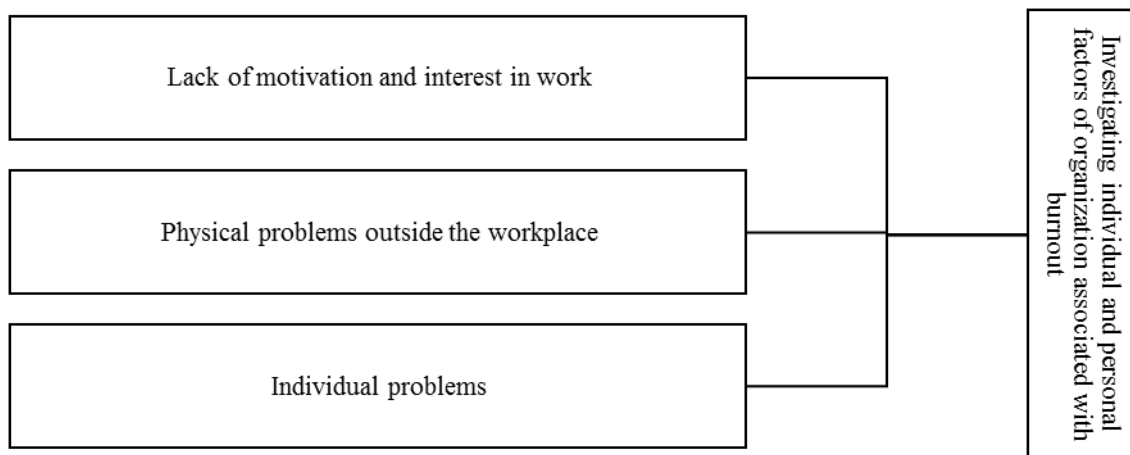 Lack of motivation and interest in work
Physical problems outside the workplace
Individual problems
Investigating individual and personal
factors of organization associated with
burnout